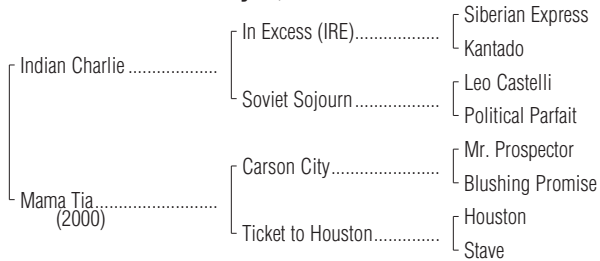 Siberian Express
In Excess (IRE)..................
Kantado
Indian Charlie ...................
Leo Castelli
Soviet Sojourn ..................
Political Parfait
Mr. Prospector
Carson City.......................
Blushing Promise
Mama Tia.........................
(2000)
Houston
Ticket to Houston..............
Stave